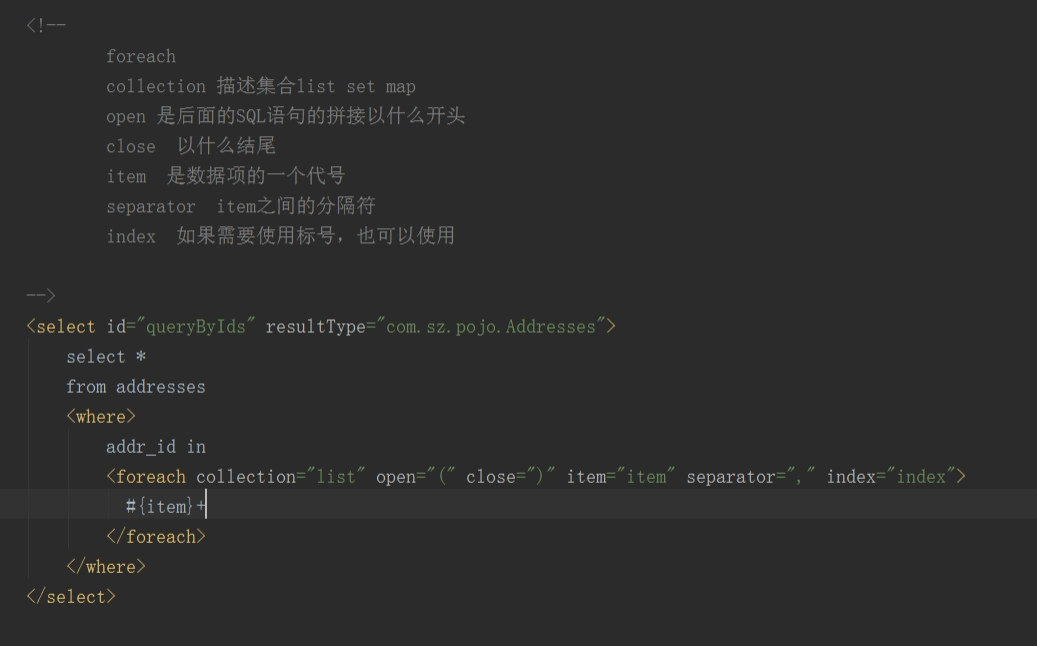 <!--
foreach
collection 描述集合list set map
open 是后面的SQL语句的拼接以什么开头
close 以什么结尾
item 是数据项的一个代号
separator item之间的分隔符
index 如果需要使用标号，也可以使用
-->
<select id="queryByIds" resultType="com.sz.pojo.Addresses">
select *
from addresses
<where>
addr_id in
<foreach collection="list" open="(" close=")" item="item" separator="," index="index">
#{item}+
</foreach>
</where>
</select>